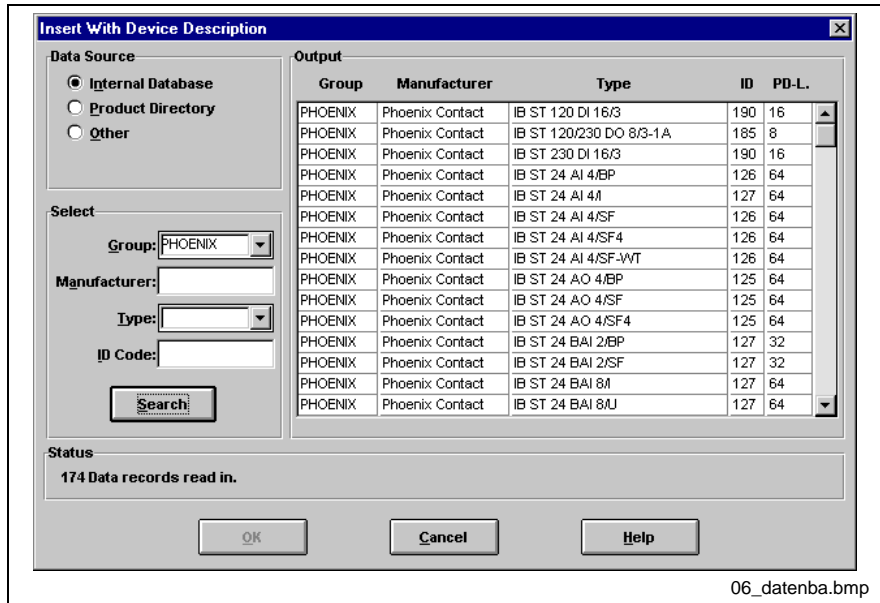 Insert With Device Description
Data Source
Internal Database
Product Directory
Other
Select
Group: PHOENIX
Manufacturer:
Type:
ID Code:
Search
Output
Group Manufacturer Type ID PD-L.
PHOENIX Phoenix Contact IB ST 120 DI 16/3 190 16
PHOENIX Phoenix Contact IB ST 120/230 DO 8/3-1A 185 8
PHOENIX Phoenix Contact IB ST 230 DI 16/3 190 16
PHOENIX Phoenix Contact IB ST 24 AI 4/BP 126 64
PHOENIX Phoenix Contact IB ST 24 AI 4/I 127 64
PHOENIX Phoenix Contact IB ST 24 AI 4/SF 126 64
PHOENIX Phoenix Contact IB ST 24 AI 4/SF4 126 64
PHOENIX Phoenix Contact IB ST 24 AI 4/SF-WT 126 64
PHOENIX Phoenix Contact IB ST 24 AO 4/BP 125 64
PHOENIX Phoenix Contact IB ST 24 AO 4/SF 125 64
PHOENIX Phoenix Contact IB ST 24 AO 4/SF4 125 64
PHOENIX Phoenix Contact IB ST 24 BAI 2/BP 127 32
PHOENIX Phoenix Contact IB ST 24 BAI 2/SF 127 32
PHOENIX Phoenix Contact IB ST 24 BAI 8/I 127 64
PHOENIX Phoenix Contact IB ST 24 BAI 8/U 127 64
Status
174 Data records read in.
OK Cancel Help
06_datenba.bmp